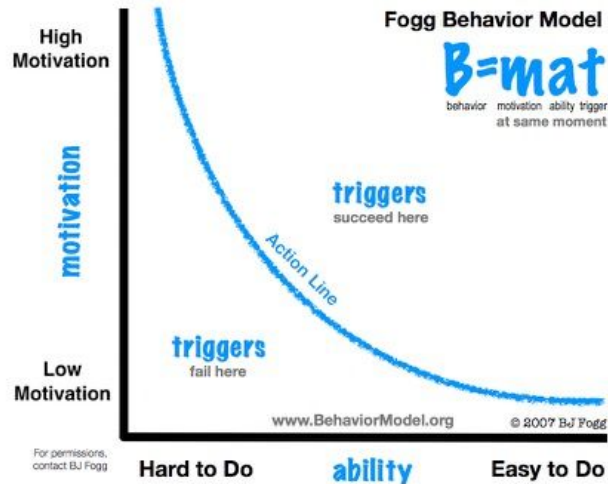 Fogg Behavior Model
B=mat
behavior motivation ability trigger
at same moment
High
Motivation
motivation
triggers
succeed here
Action Line
triggers
fail here
Low
Motivation
www.BehaviorModel.org
© 2007 BJ Fogg
For permissions,
contact BJ Fogg
Hard to Do
ability
Easy to Do